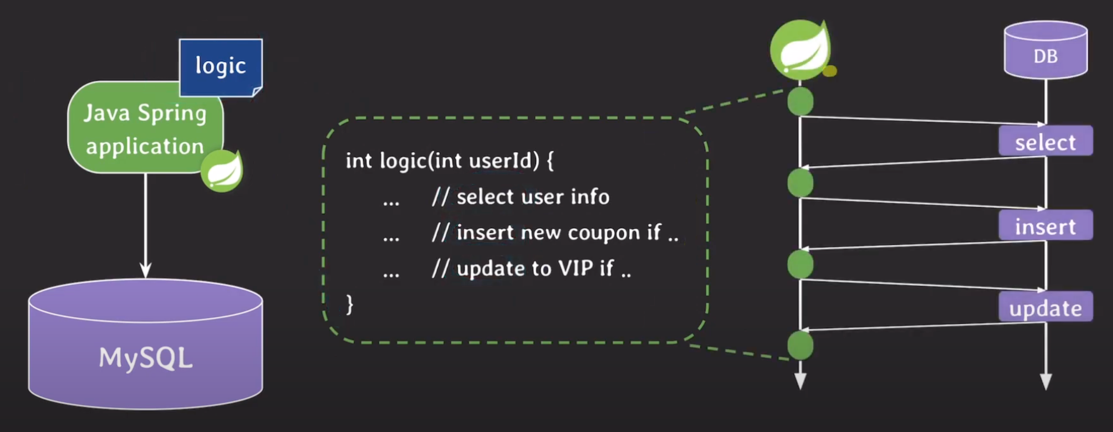 logic
Java Spring
application
MySQL
int logic(int userId) {
... // select user info
... // insert new coupon if ..
... // update to VIP if ..
}
DB
select
insert
update